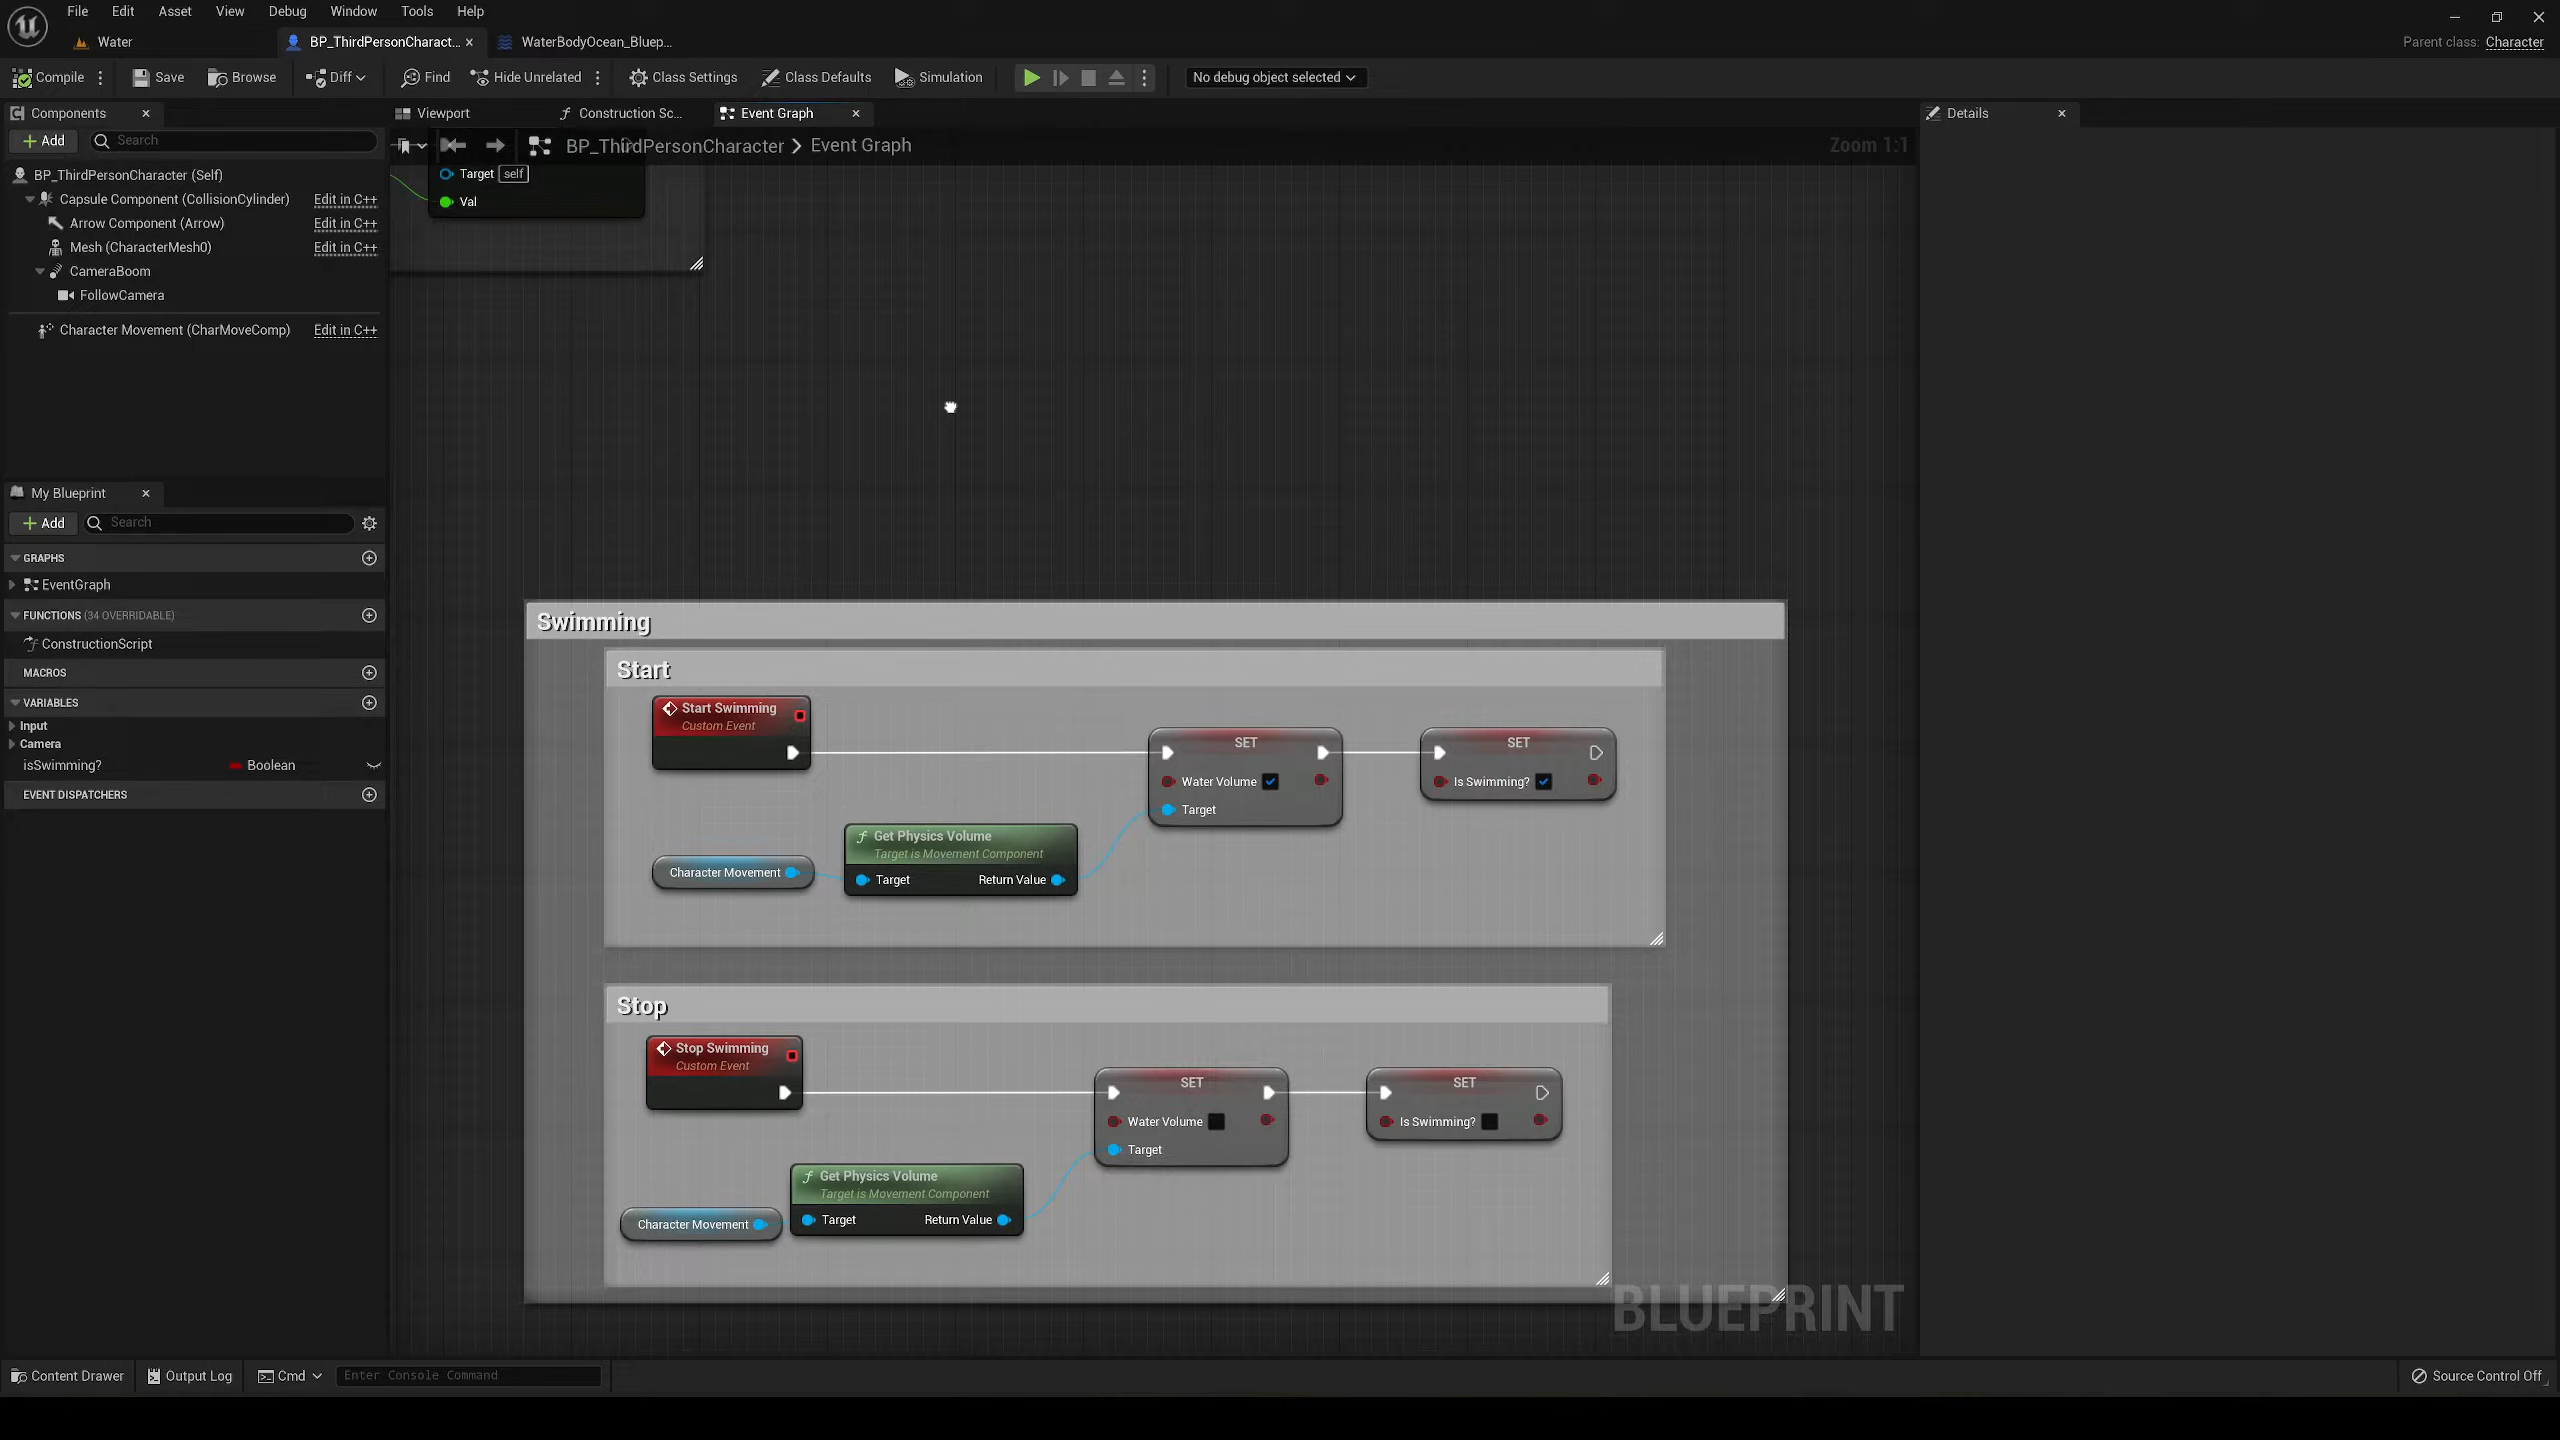 File Edit Asset View Debug Window Tools Help
Water BP_ThirdPersonCharact... WaterBodyOcean_Bluep...
Parent class: Character
Compile Save Browse Diff Find Hide Unrelated Class Settings Class Defaults Simulation No debug object selected
Components
Viewport Construction Sc... Event Graph
Details
Add Search
BP_ThirdPersonCharacter > Event Graph
Zoom 1:1
BP_ThirdPersonCharacter (Self)
Capsule Component (CollisionCylinder) Edit in C++
Arrow Component (Arrow) Edit in C++
Mesh (CharacterMesh0) Edit in C++
CameraBoom
FollowCamera
Character Movement (CharMoveComp) Edit in C++
Target self
Val
My Blueprint
Add Search
GRAPHS
EventGraph
FUNCTIONS (34 OVERRIDABLE)
ConstructionScript
MACROS
VARIABLES
Input
Camera
isSwimming? Boolean
EVENT DISPATCHERS
Swimming
Start
Start Swimming
Custom Event
SET
Water Volume
Target
SET
Is Swimming?
Get Physics Volume
Target is Movement Component
Target Return Value
Character Movement
Stop
Stop Swimming
Custom Event
SET
Water Volume
Target
SET
Is Swimming?
Get Physics Volume
Target is Movement Component
Target Return Value
Character Movement
BLUEPRINT
Content Drawer Output Log Cmd Enter Console Command
Source Control Off